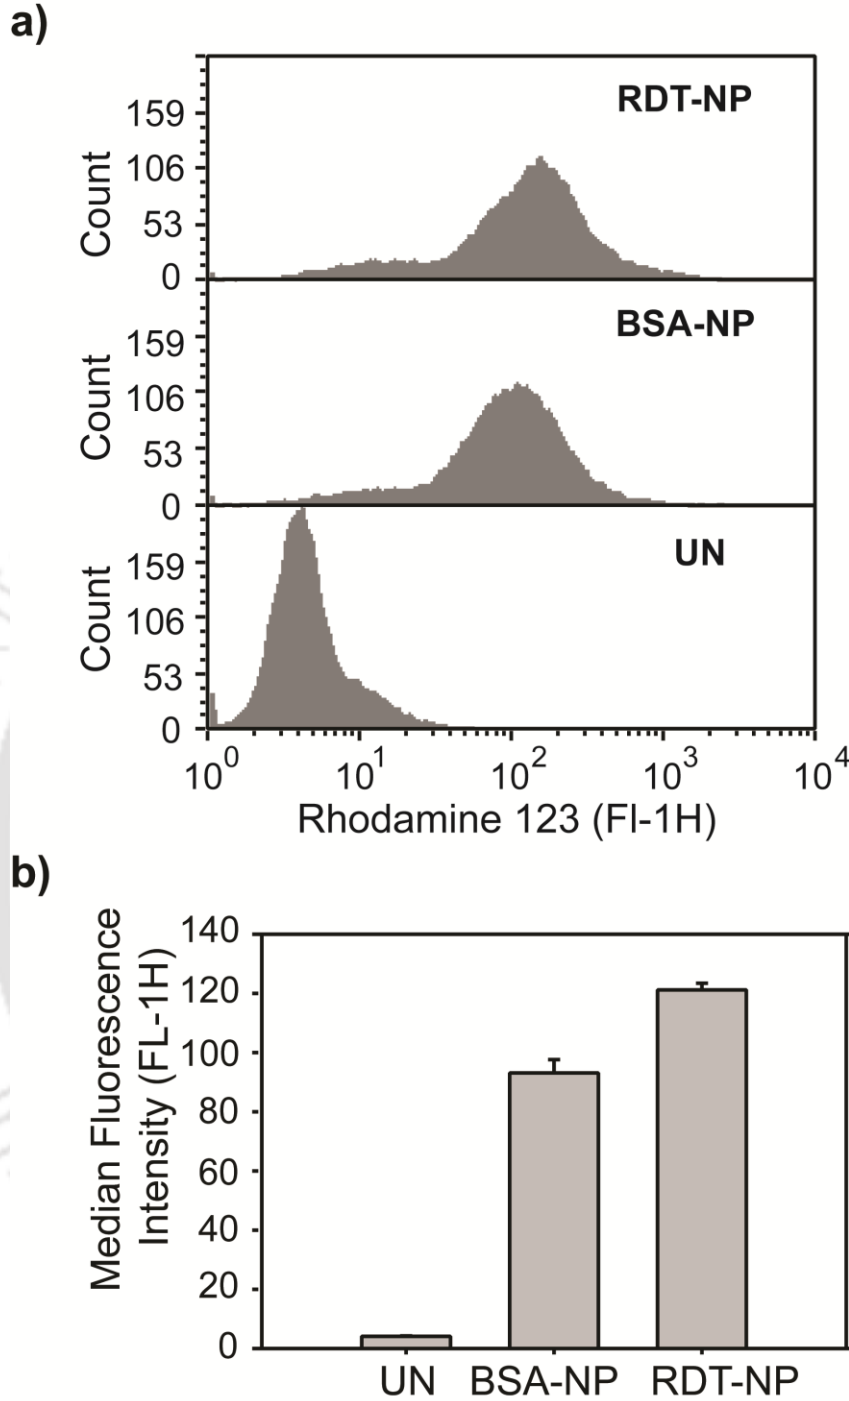 a)
RDT-NP
159
106
53
0
Count
BSA-NP
159
106
53
0
Count
UN
159
106
53
0
Count
10^0 10^1 10^2 10^3 10^4
Rhodamine 123 (Fl-1H)
b)
Median Fluorescence
Intensity (FL-1H)
140
120
100
80
60
40
20
0
UN BSA-NP RDT-NP